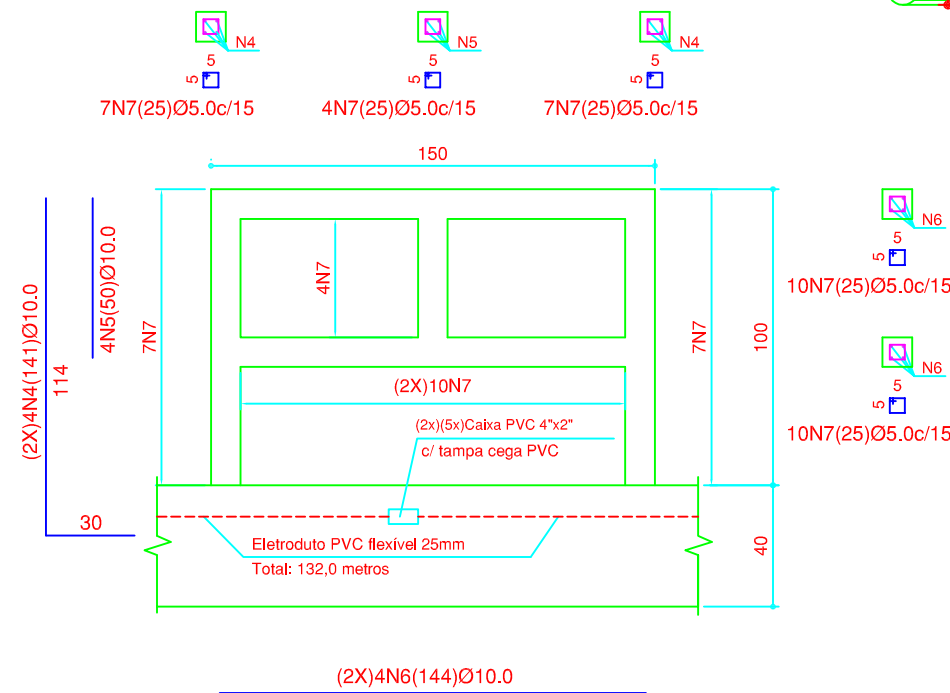 N4
N5
N4
5
5
5
5
5
5
7N7(25)Ø5.0c/15
4N7(25)Ø5.0c/15
7N7(25)Ø5.0c/15
150
N6
5
5
10N7(25)Ø5.0c/15
(2X)4N4(141)Ø10.0
114
4N5(50)Ø10.0
7N7
4N7
7N7
100
N6
5
5
10N7(25)Ø5.0c/15
(2X)10N7
(2x)(5x)Caixa PVC 4"x2"
c/ tampa cega PVC
30
Eletroduto PVC flexível 25mm
Total: 132,0 metros
40
(2X)4N6(144)Ø10.0